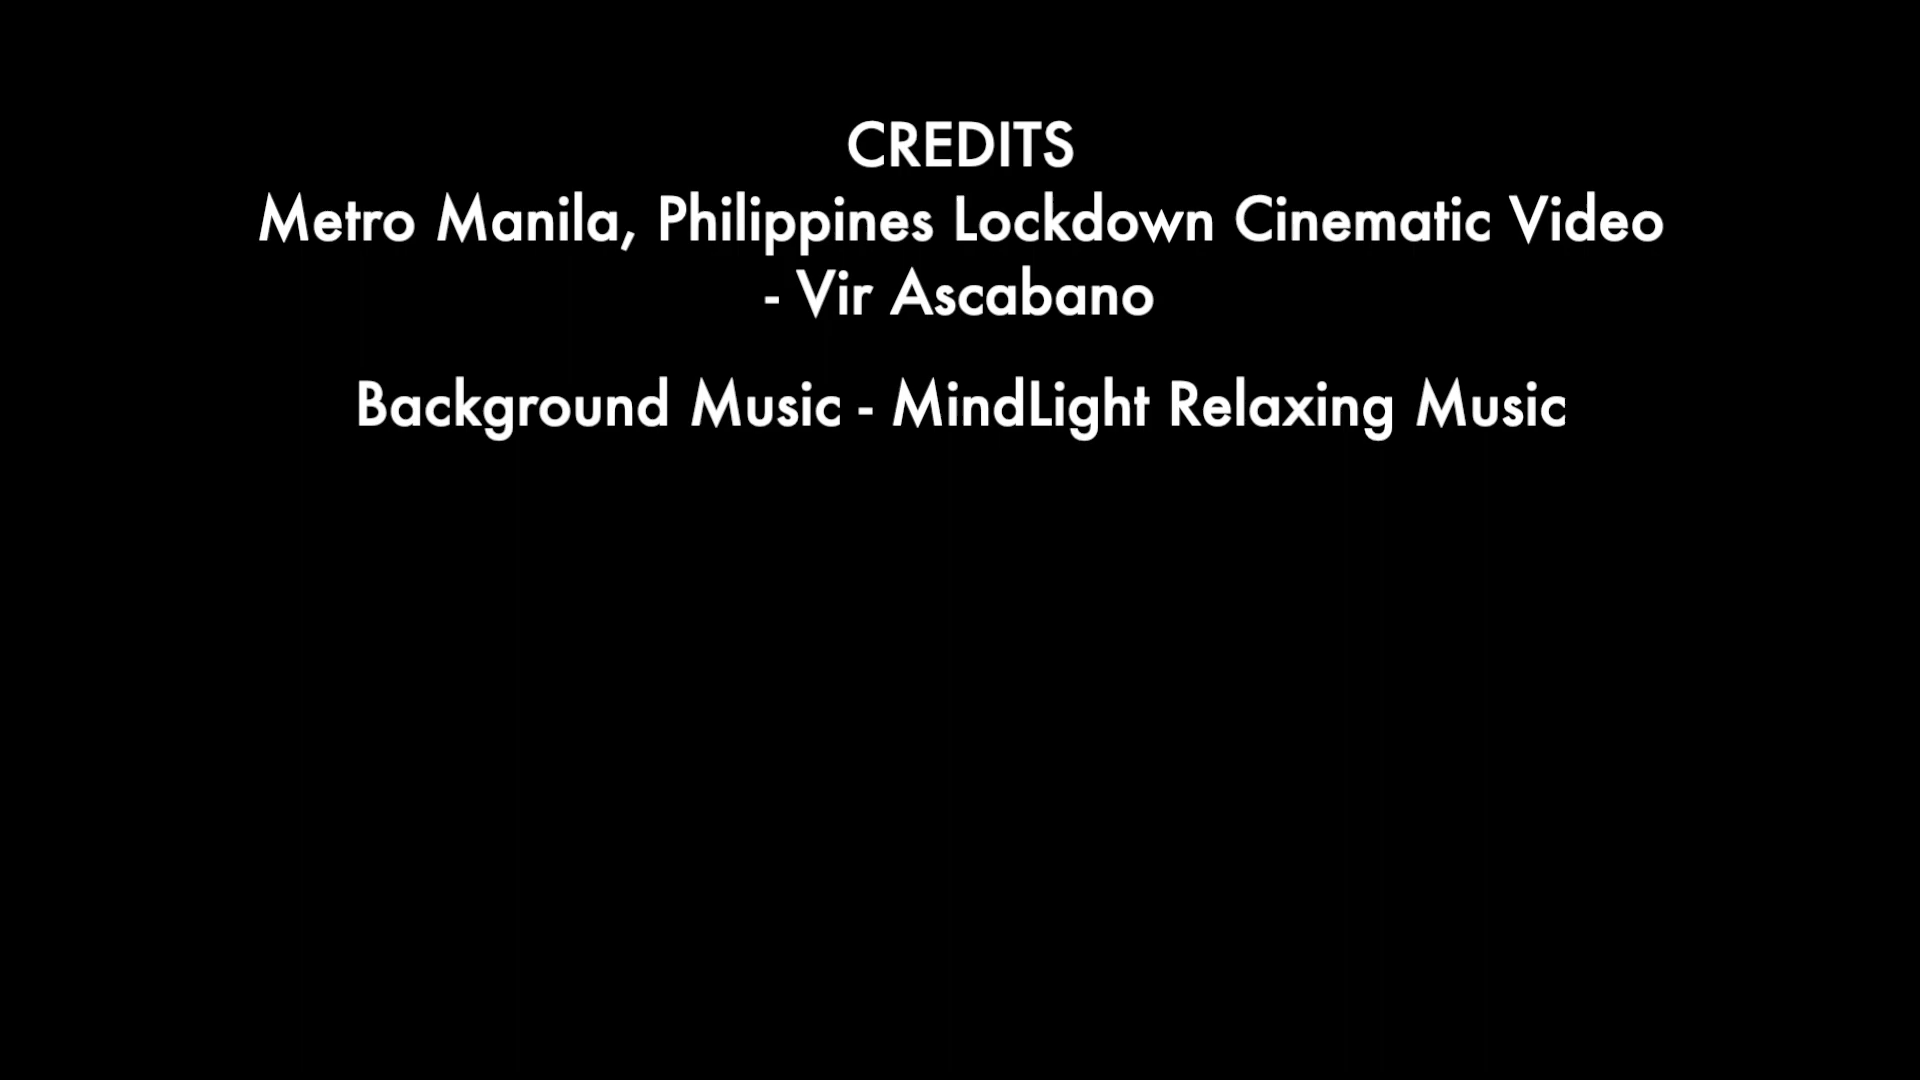 CREDITS
Metro Manila, Philippines Lockdown Cinematic Video
- Vir Ascabano
Background Music - MindLight Relaxing Music